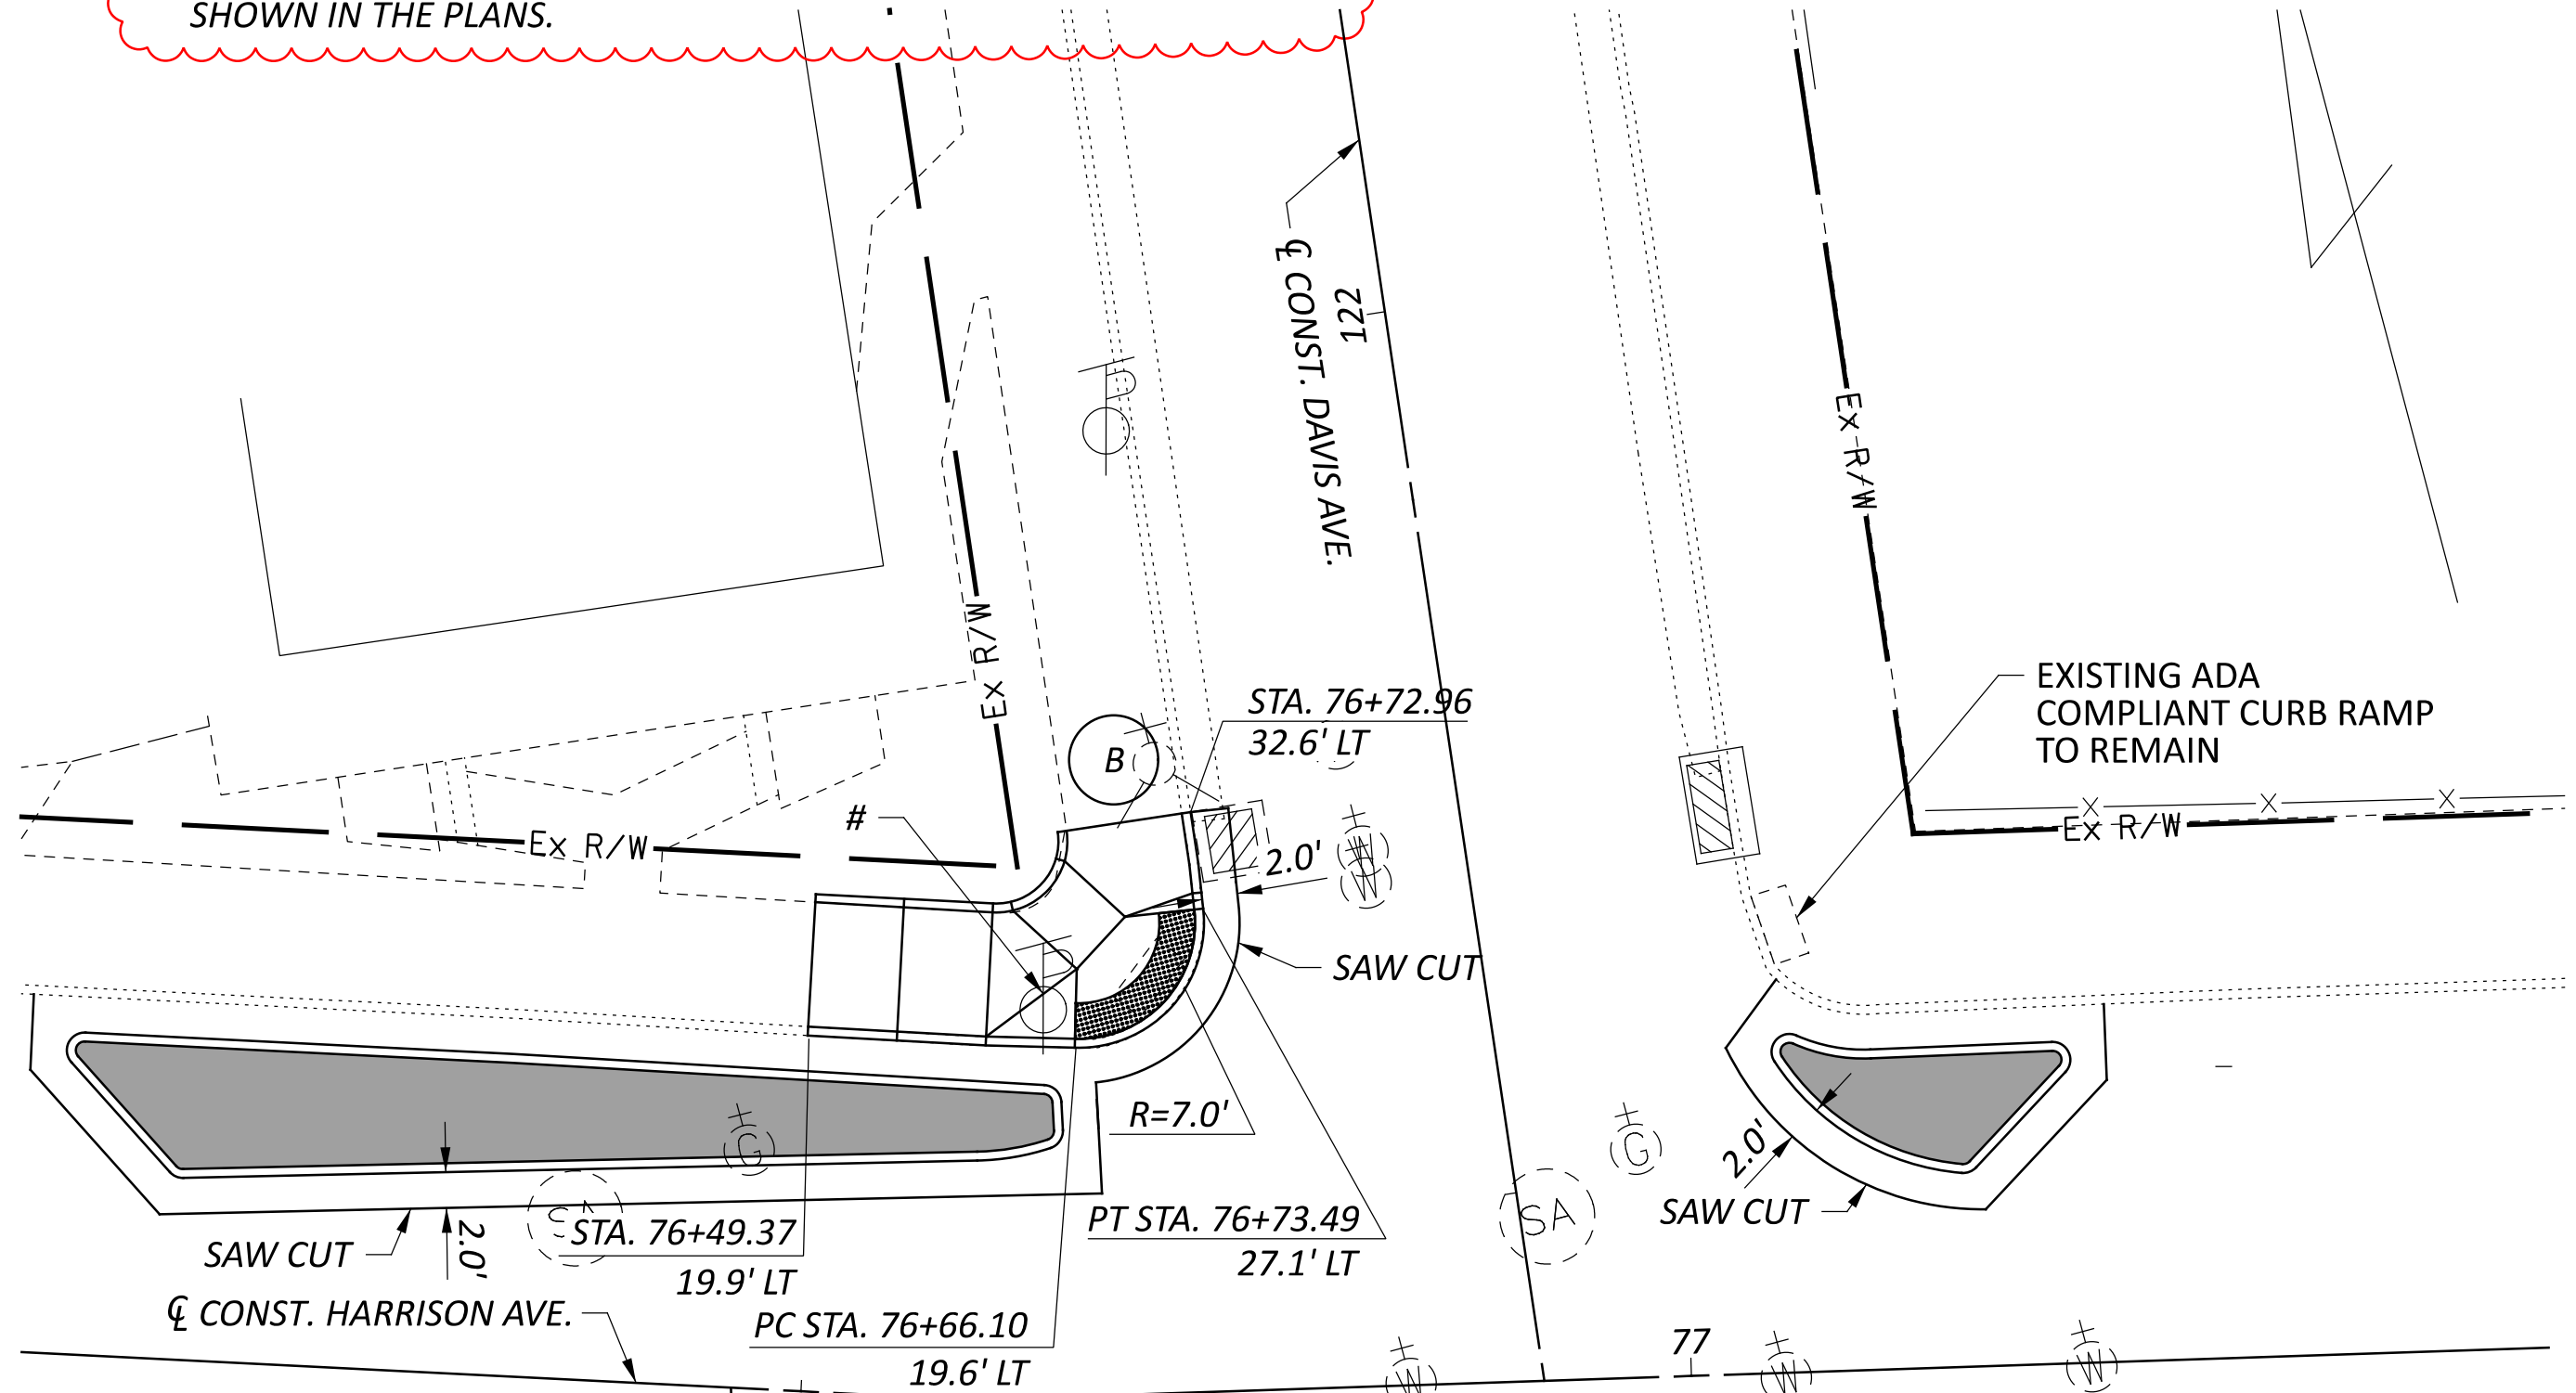 SHOWN IN THE PLANS.
℄ CONST. DAVIS AVE.
122
Ex R/W
Ex R/W
EXISTING ADA
COMPLIANT CURB RAMP
TO REMAIN
STA. 76+72.96
32.6' LT
B
#
Ex R/W
Ex R/W
2.0'
W
SAW CUT
R=7.0'
G
G
2.0'
SAW CUT
PT STA. 76+73.49
27.1' LT
SA
STA. 76+49.37
19.9' LT
SAW CUT
2.0'
℄ CONST. HARRISON AVE.
PC STA. 76+66.10
19.6' LT
77
W
W
W